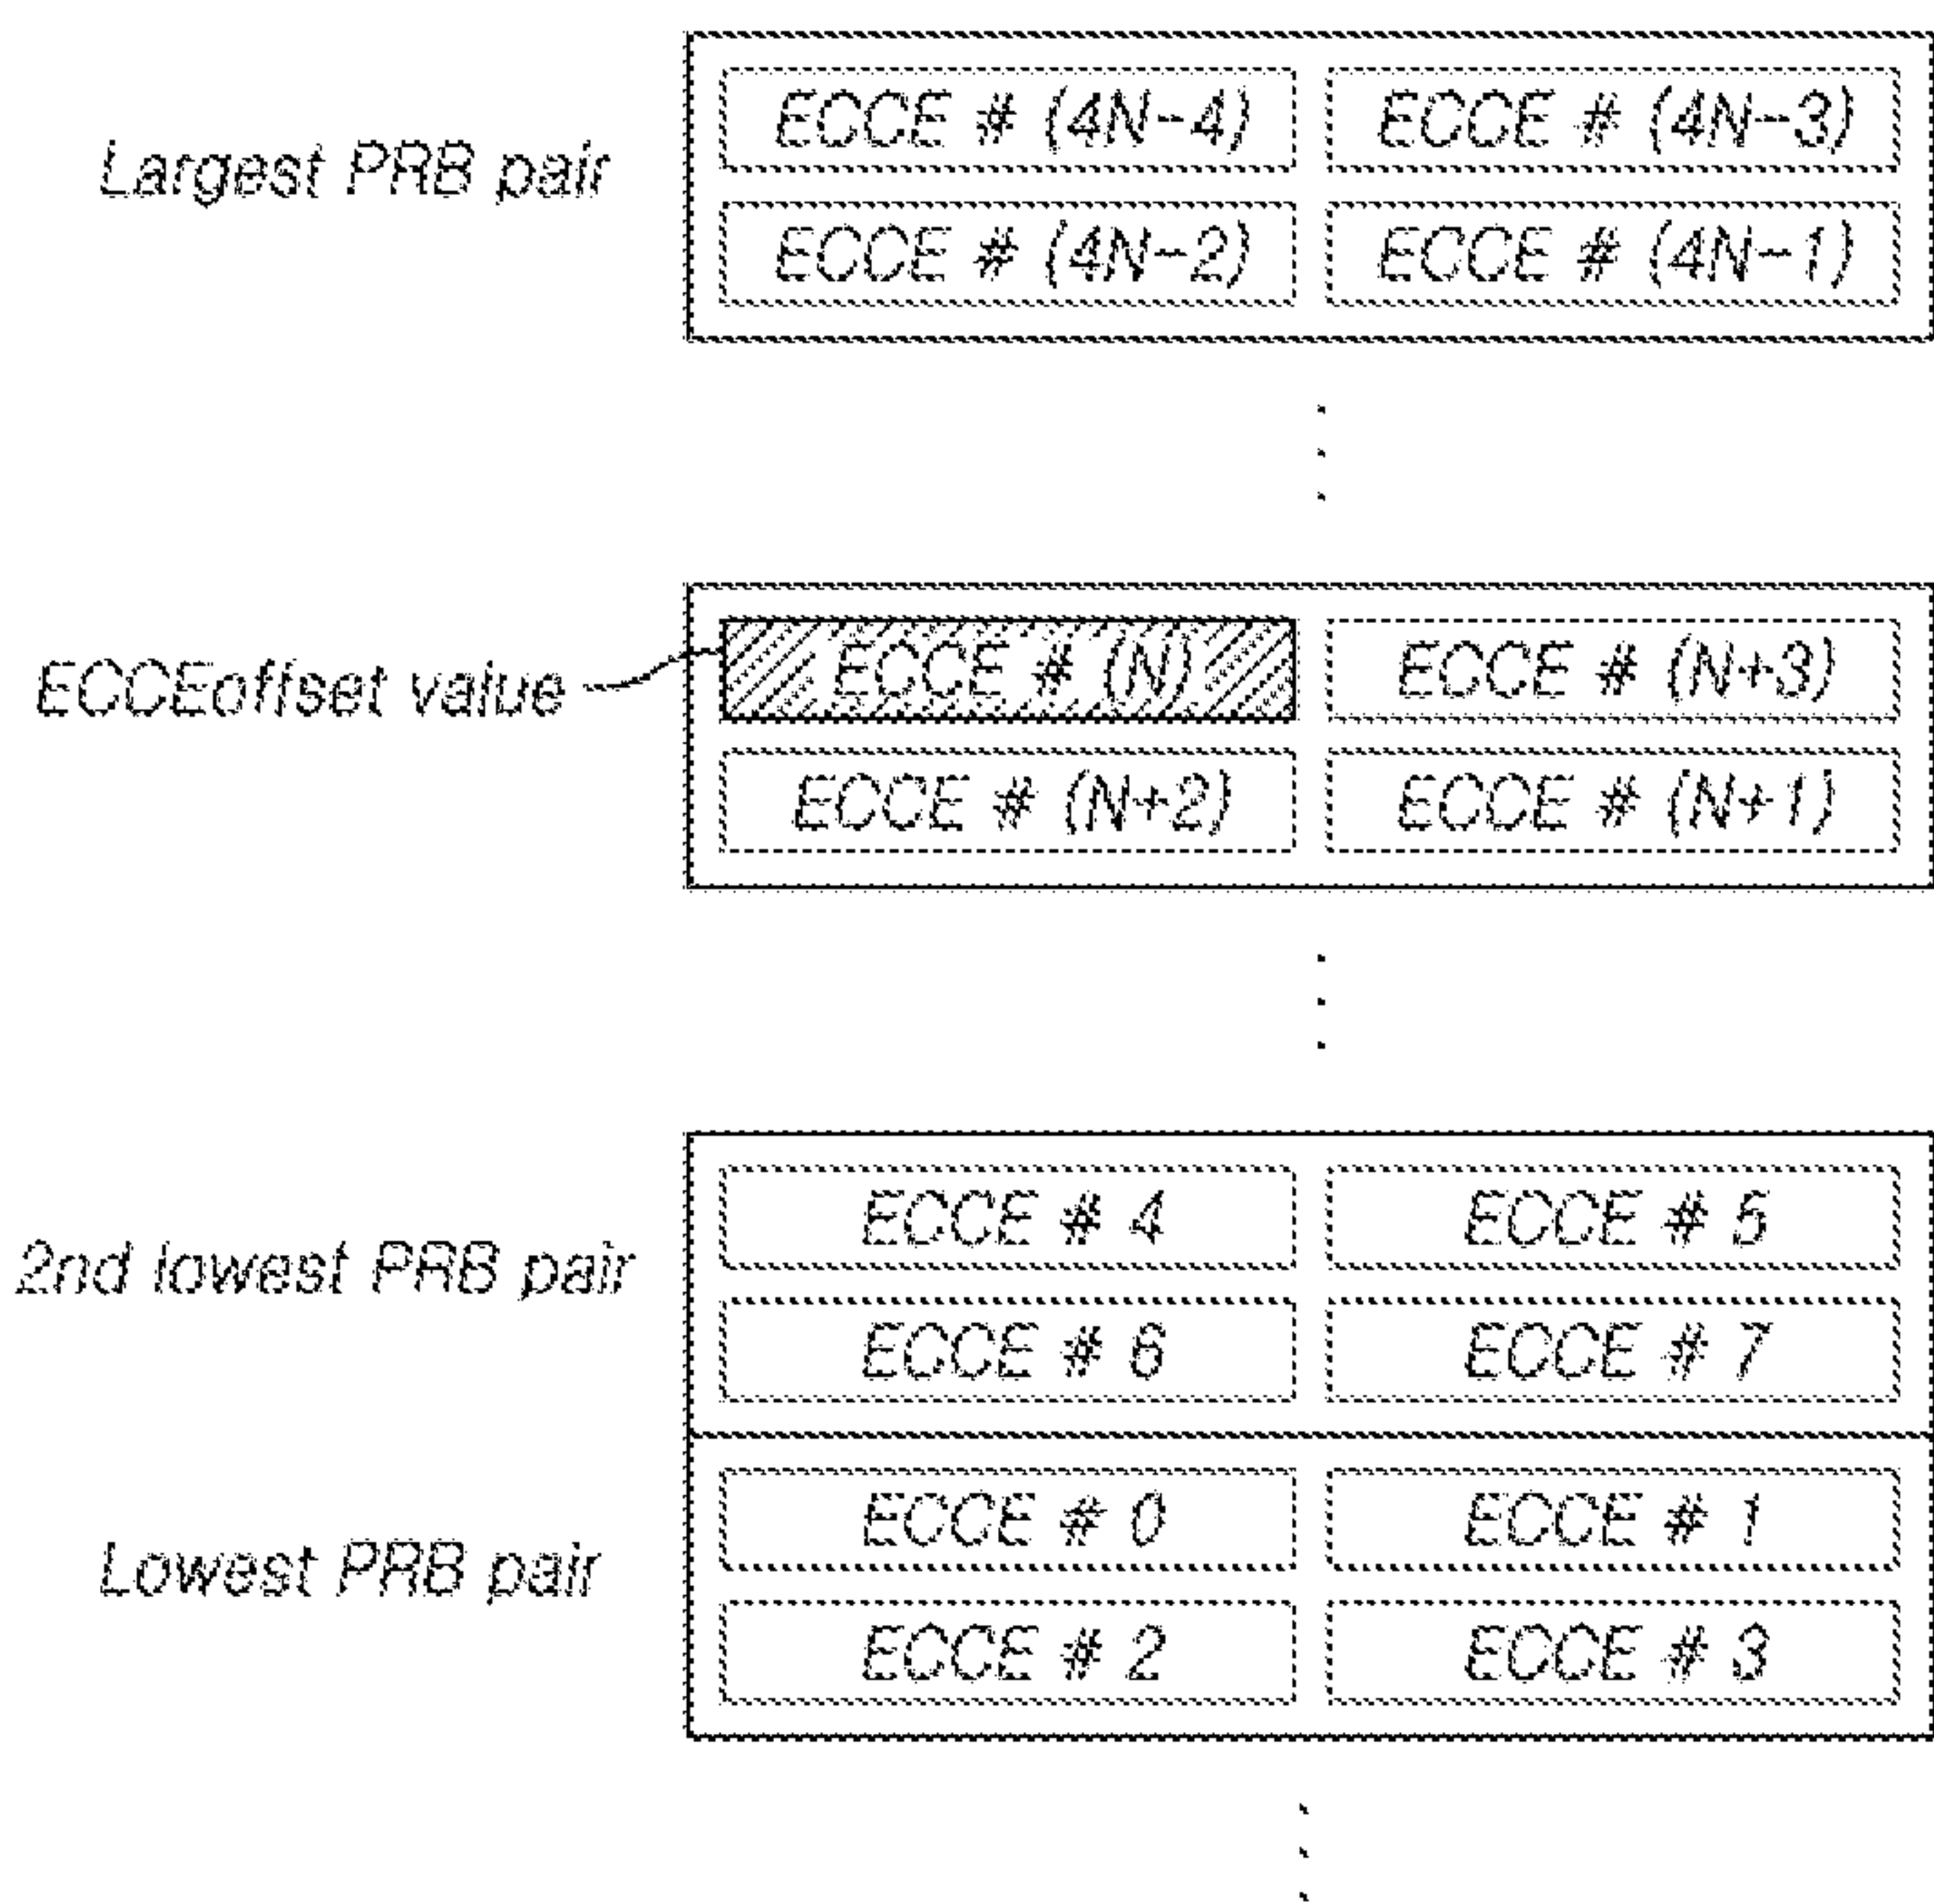 Largest PRB pair
ECCE # (4N-4)
ECCE # (4N-3)
ECCE # (4N-2)
ECCE # (4N-1)
ECCEoffset value
ECCE # (N)
ECCE # (N+3)
ECCE # (N+2)
ECCE # (N+1)
2nd lowest PRB pair
ECCE # 4
ECCE # 5
ECCE # 6
ECCE # 7
Lowest PRB pair
ECCE # 0
ECCE # 1
ECCE # 2
ECCE # 3